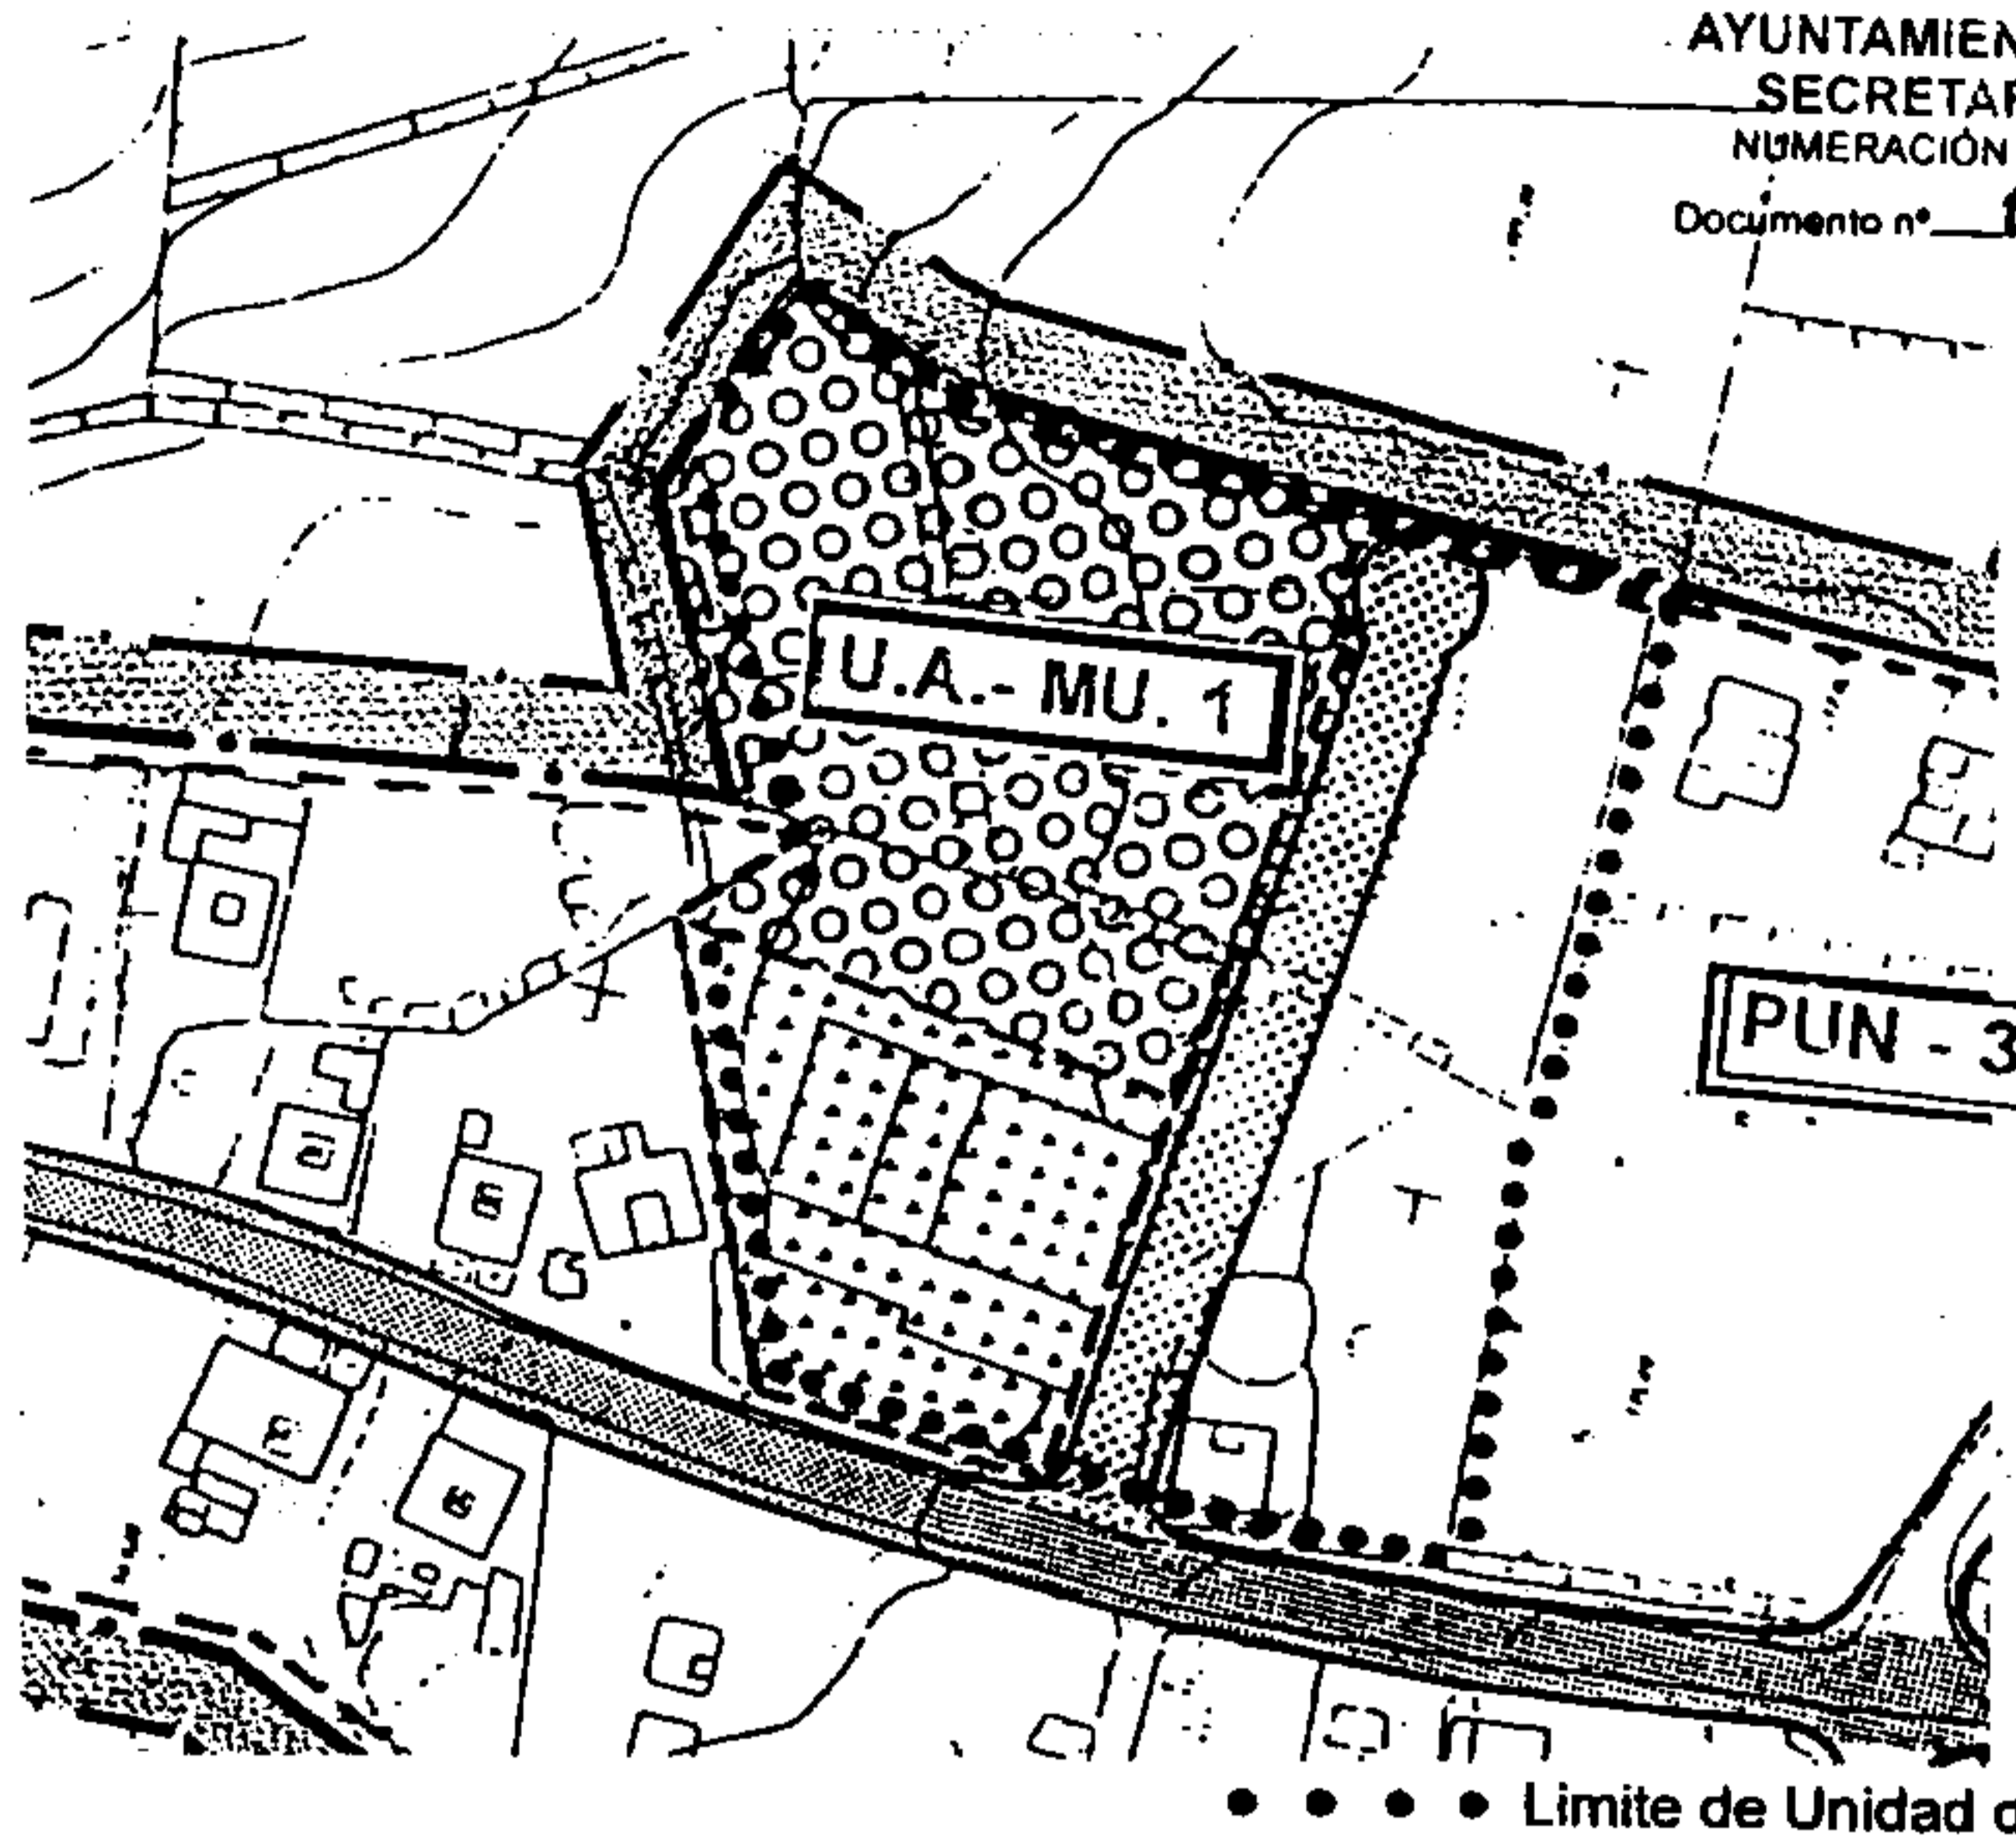 AYUNTAMIEN
SECRETAR
NUMERACIÓN
Documento nº
U.A.- MU. 1
PUN - 3
Limite de Unidad d